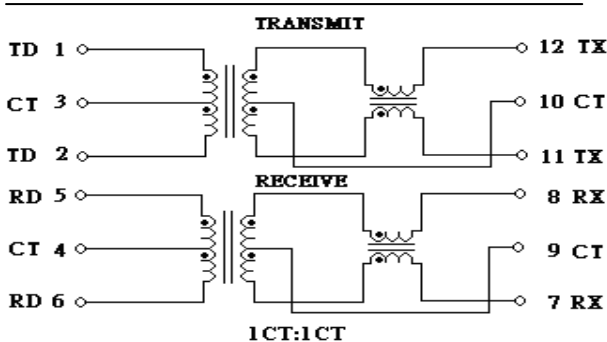 TRANSMIT
TD 1 12 TX
CT 3 10 CT
TD 2 11 TX
RECEIVE
RD 5 8 RX
CT 4 9 CT
RD 6 7 RX
1CT:1CT